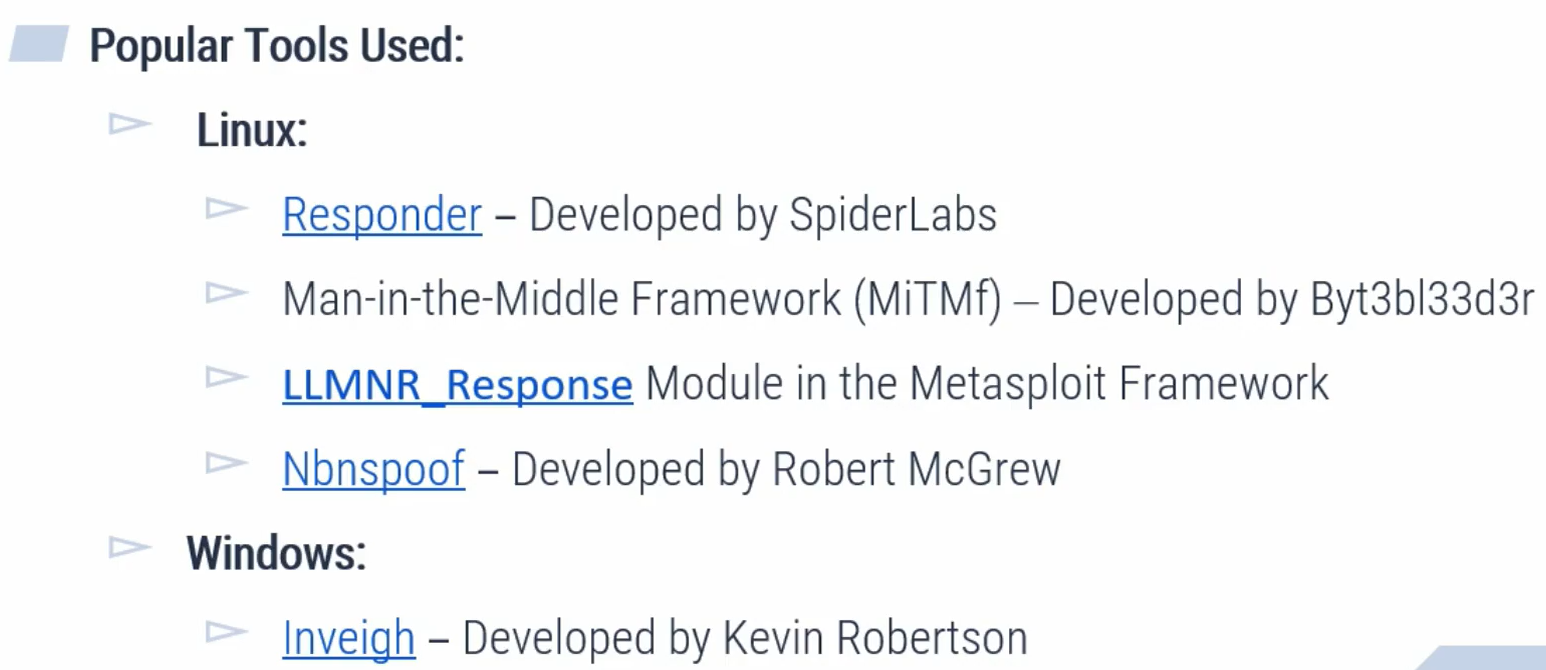 Popular Tools Used:
Linux:
Responder – Developed by SpiderLabs
Man-in-the-Middle Framework (MiTMf) – Developed by Byt3bl33d3r
LLMNR_Response Module in the Metasploit Framework
Nbnspoof – Developed by Robert McGrew
Windows:
Inveigh – Developed by Kevin Robertson